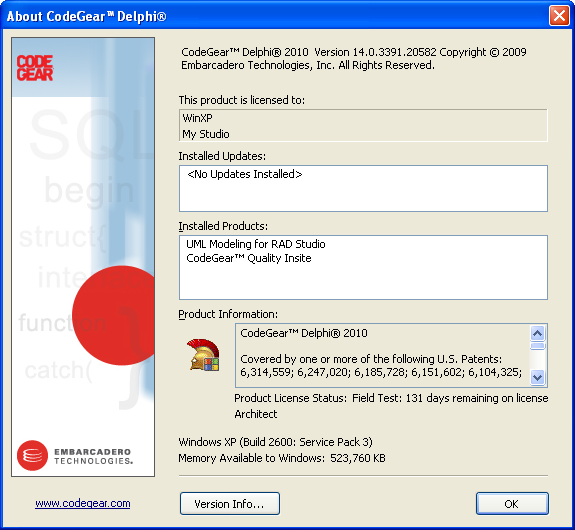 About CodeGear™ Delphi®
CODE
GEAR
SQL
begin
struct{
function
catch(
}
EMBARCADERO
TECHNOLOGIES®
www.codegear.com
CodeGear™ Delphi® 2010 Version 14.0.3391.20582 Copyright © 2009
Embarcadero Technologies, Inc. All Rights Reserved.
This product is licensed to:
WinXP
My Studio
Installed Updates:
<No Updates Installed>
Installed Products:
UML Modeling for RAD Studio
CodeGear™ Quality Insite
Product Information:
CodeGear™ Delphi® 2010
Covered by one or more of the following U.S. Patents:
6,314,559; 6,247,020; 6,185,728; 6,151,602; 6,104,325;
Product License Status: Field Test: 131 days remaining on license
Architect
Windows XP (Build 2600: Service Pack 3)
Memory Available to Windows: 523,760 KB
Version Info...
OK